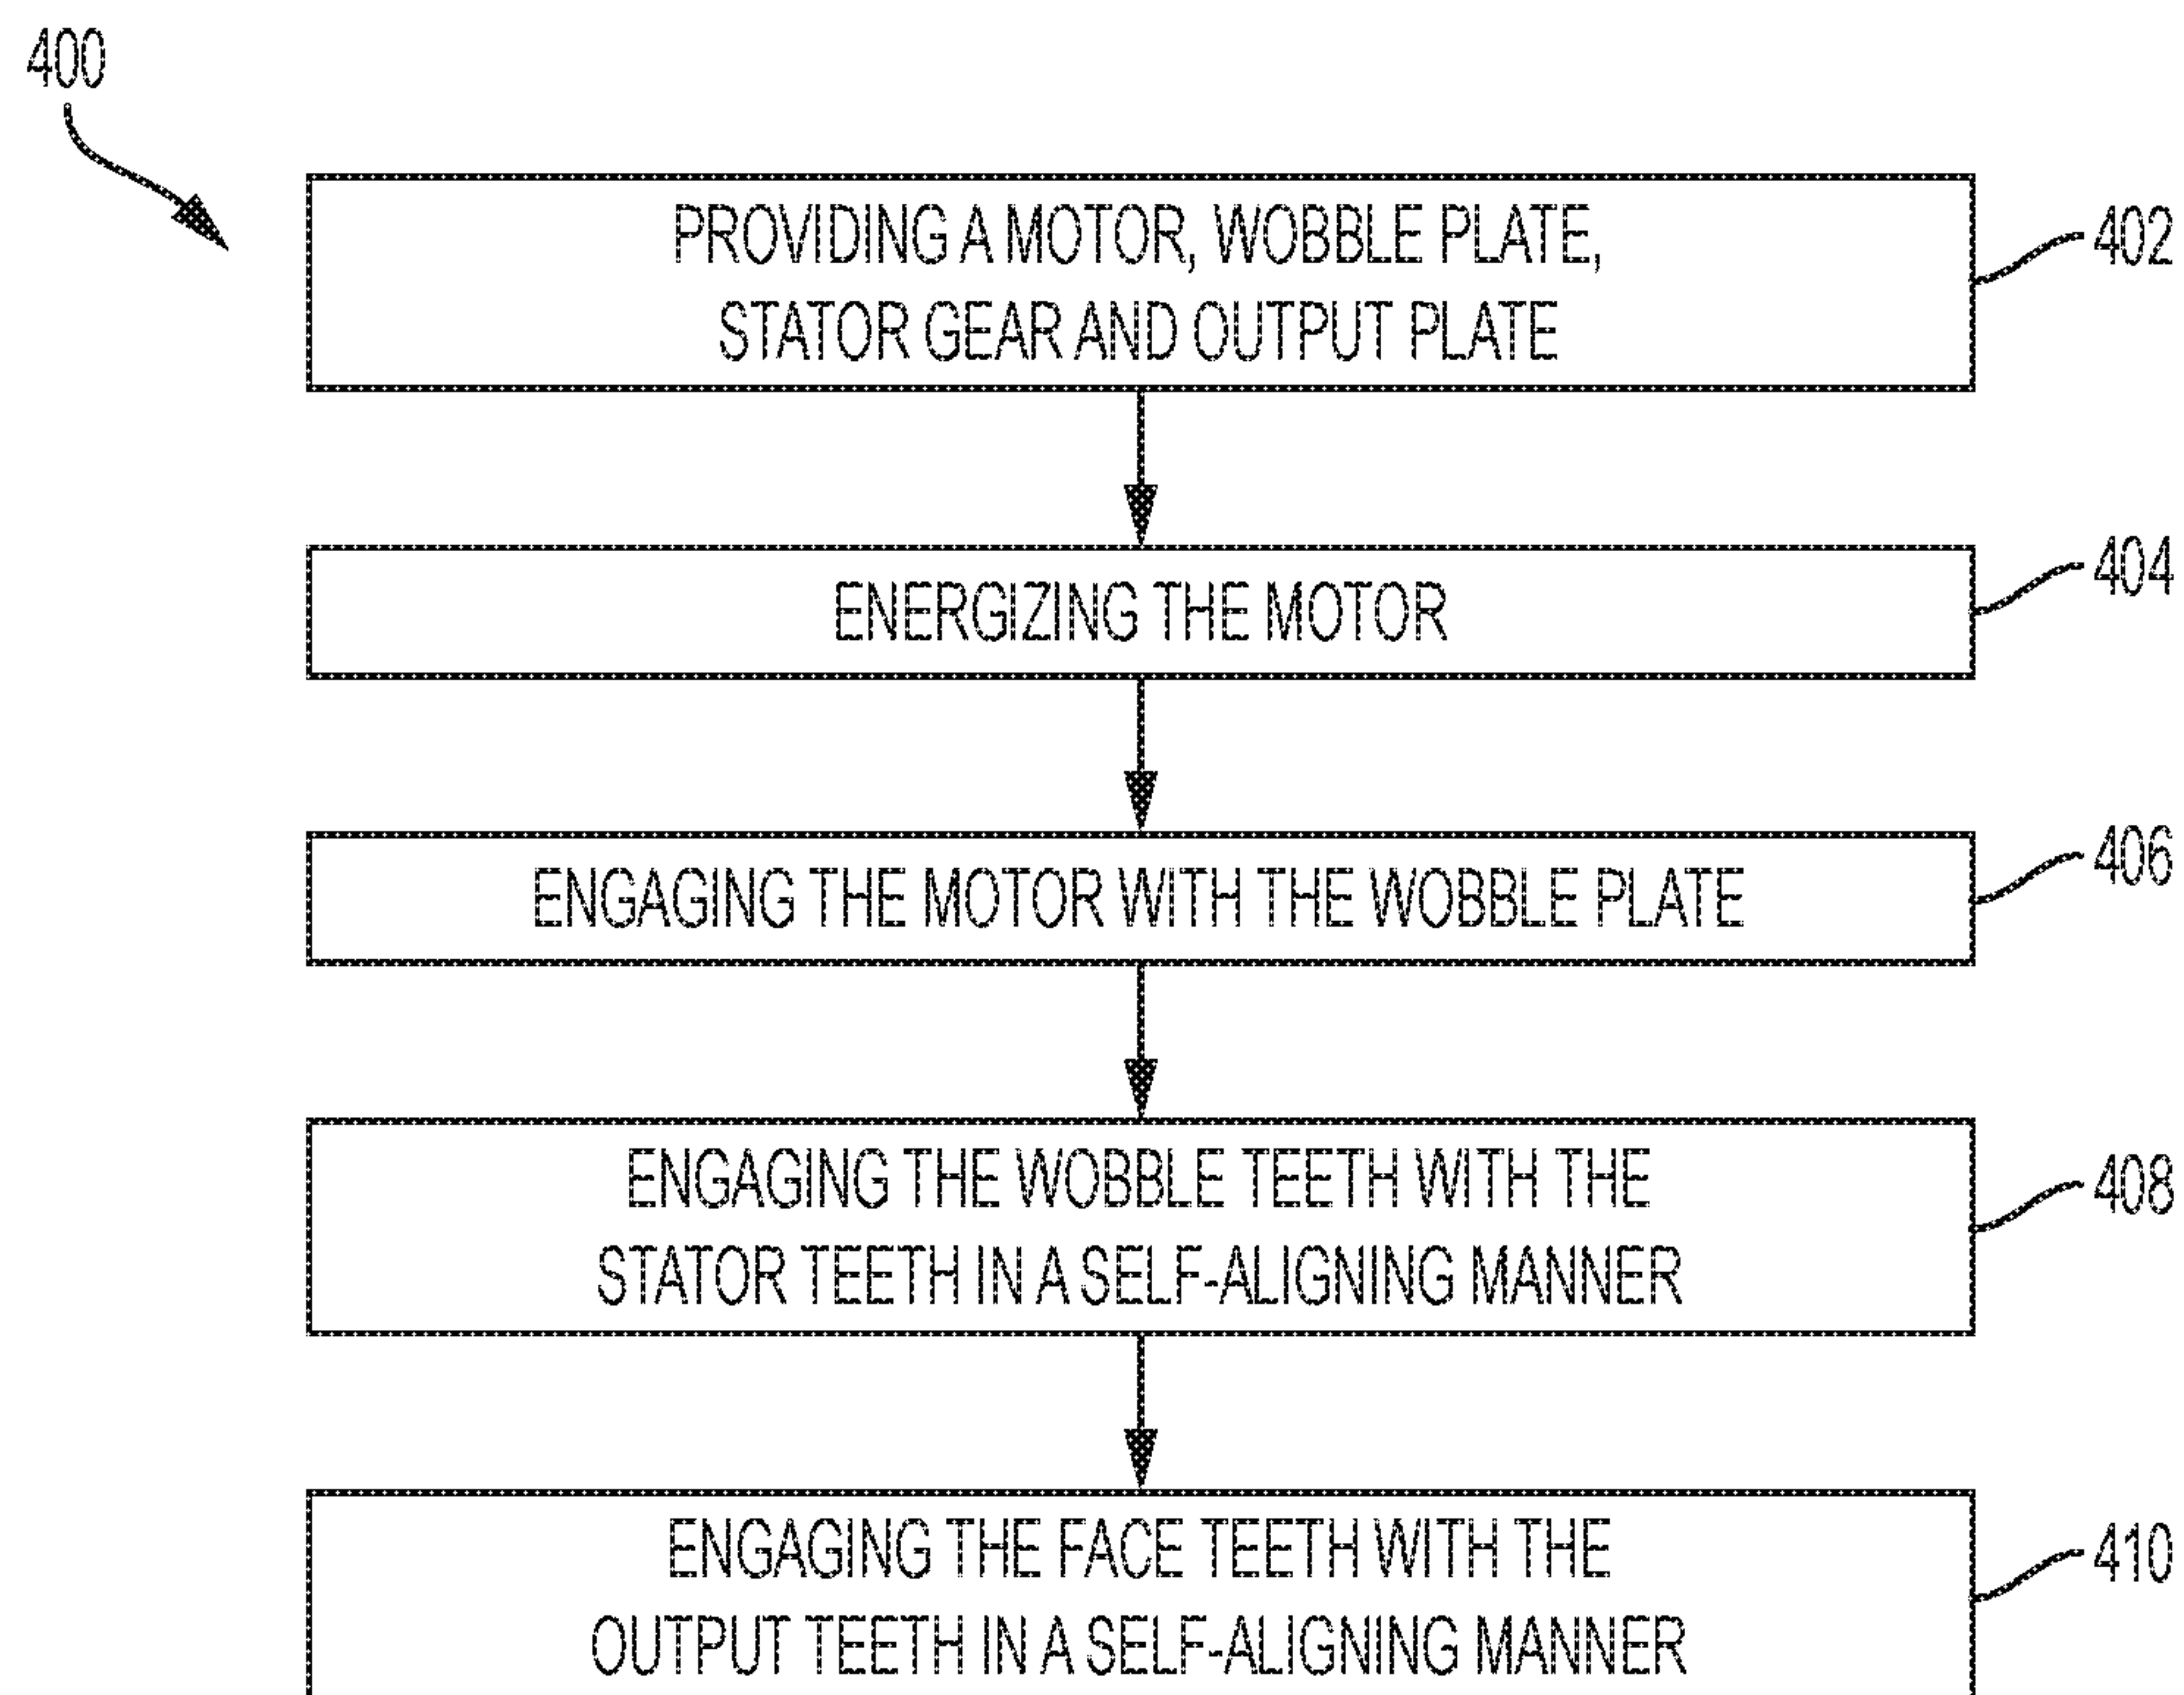 400
PROVIDING A MOTOR, WOBBLE PLATE,
STATOR GEAR AND OUTPUT PLATE
402
ENERGIZING THE MOTOR
404
ENGAGING THE MOTOR WITH THE WOBBLE PLATE
406
ENGAGING THE WOBBLE TEETH WITH THE
STATOR TEETH IN A SELF-ALIGNING MANNER
408
ENGAGING THE FACE TEETH WITH THE
OUTPUT TEETH IN A SELF-ALIGNING MANNER
410